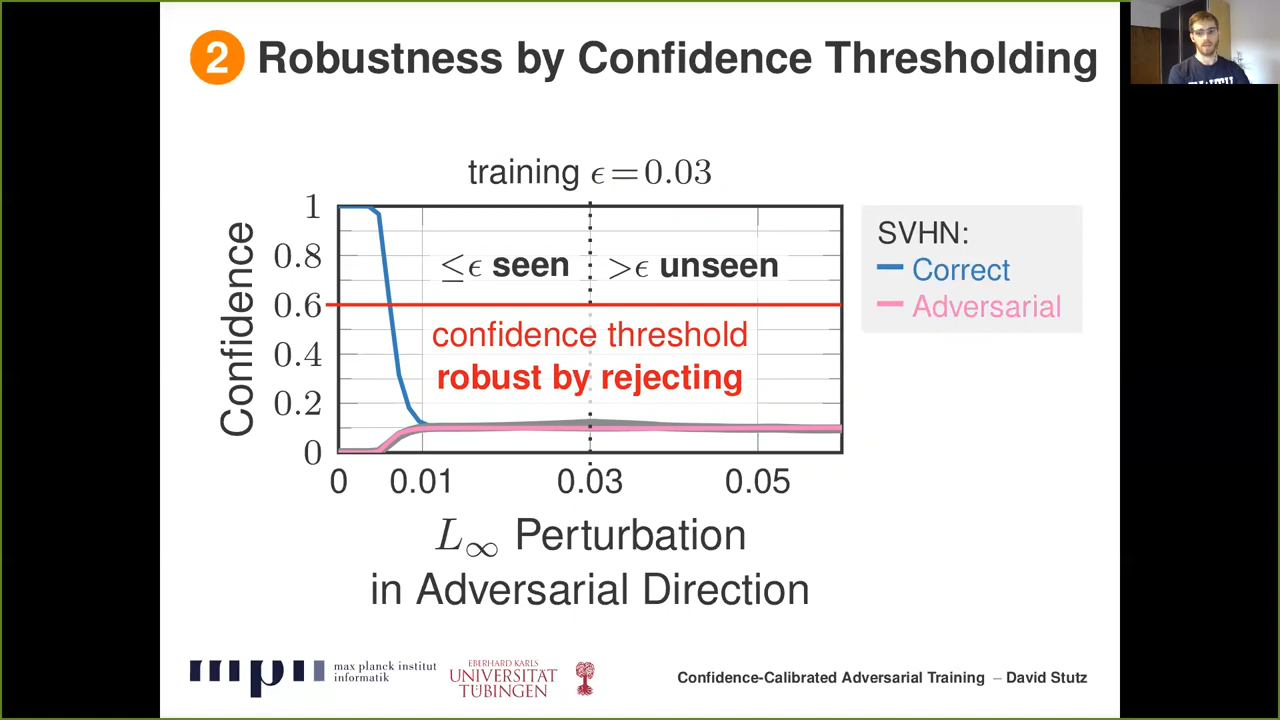 2 Robustness by Confidence Thresholding
training ϵ=0.03
Confidence
1
0.8
0.6
0.4
0.2
0
≤ϵ seen
>ϵ unseen
confidence threshold
robust by rejecting
SVHN:
Correct
Adversarial
0 0.01 0.03 0.05
L∞ Perturbation
in Adversarial Direction
mpii max planck institut
informatik
EBERHARD KARLS
UNIVERSITÄT
TÜBINGEN
Confidence-Calibrated Adversarial Training – David Stutz